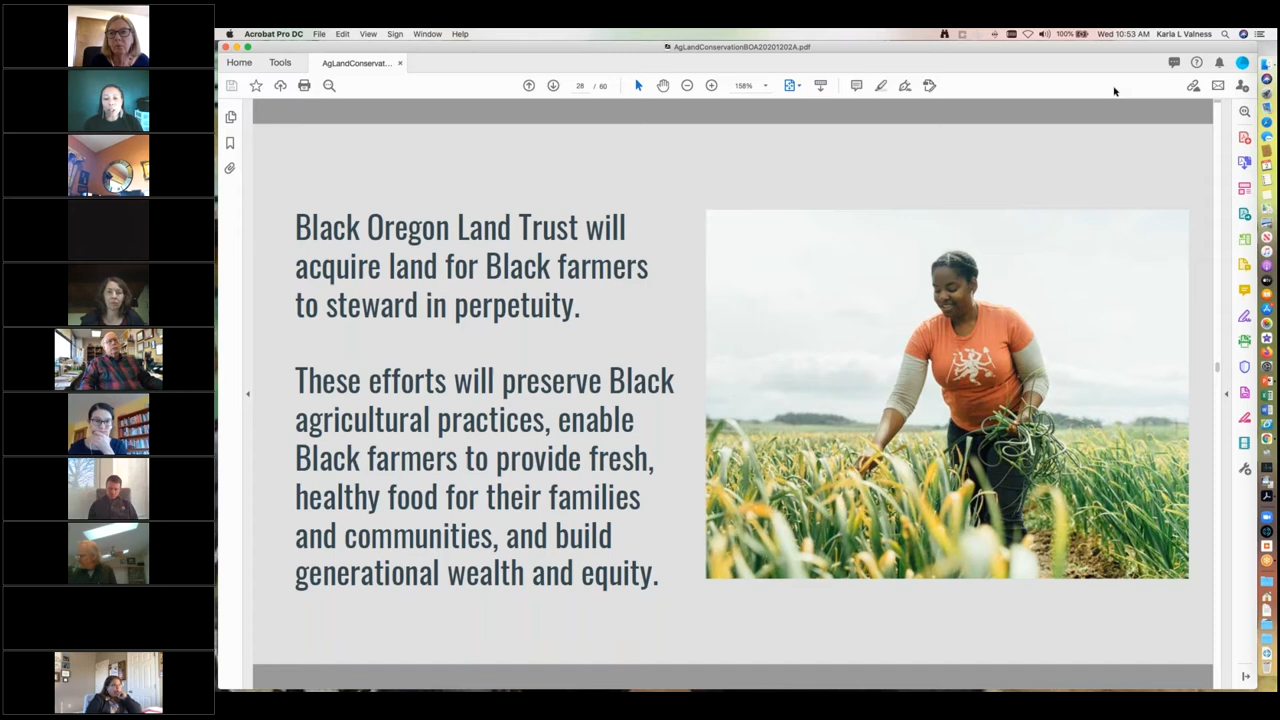 Acrobat Pro DC File Edit View Sign Window Help
100% Wed 10:53 AM Karla L Valness
AgLandConservationBOA20201202A.pdf
Home Tools AgLandConservat... ×
28 / 60
158%
Black Oregon Land Trust will
acquire land for Black farmers
to steward in perpetuity.
These efforts will preserve Black
agricultural practices, enable
Black farmers to provide fresh,
healthy food for their families
and communities, and build
generational wealth and equity.